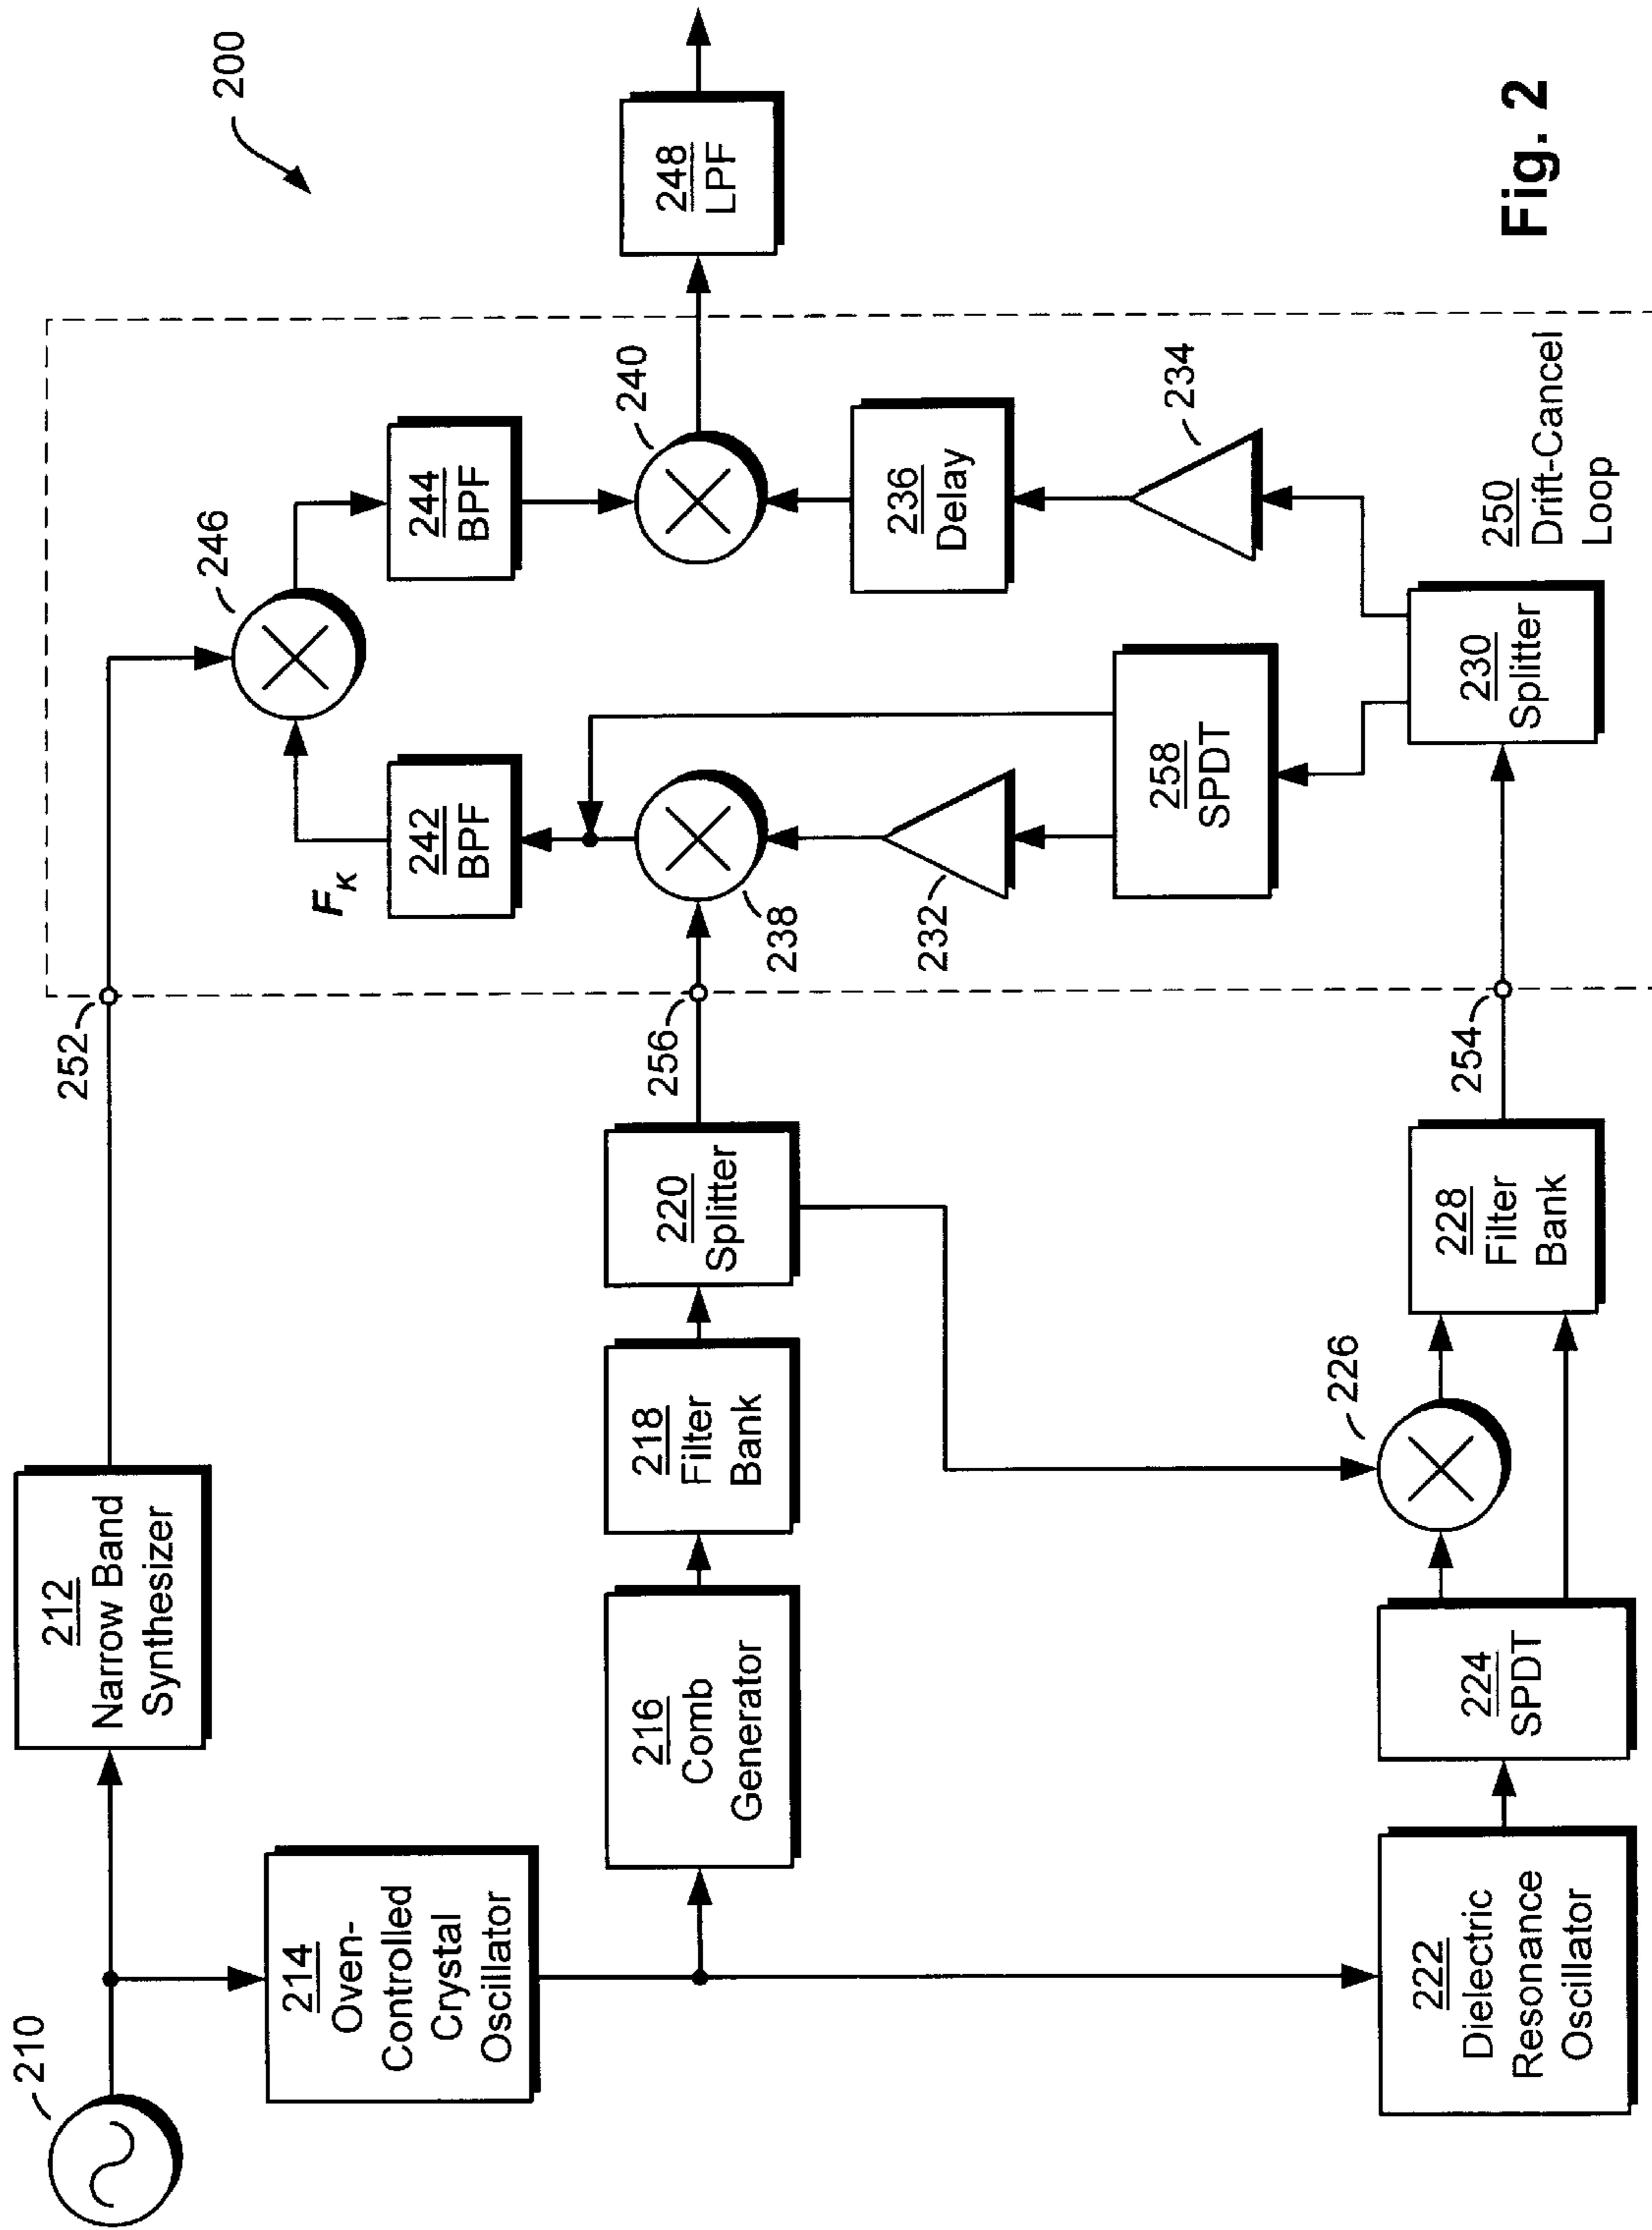 200
210
212
Narrow Band
Synthesizer
252
246
214
Oven-
Controlled
Crystal
Oscillator
F_K
242
BPF
244
BPF
216
Comb
Generator
218
Filter
Bank
220
Splitter
256
238
240
248
LPF
232
236
Delay
234
258
SPDT
222
Dielectric
Resonance
Oscillator
224
SPDT
226
228
Filter
Bank
254
230
Splitter
250
Drift-Cancel
Loop
Fig. 2